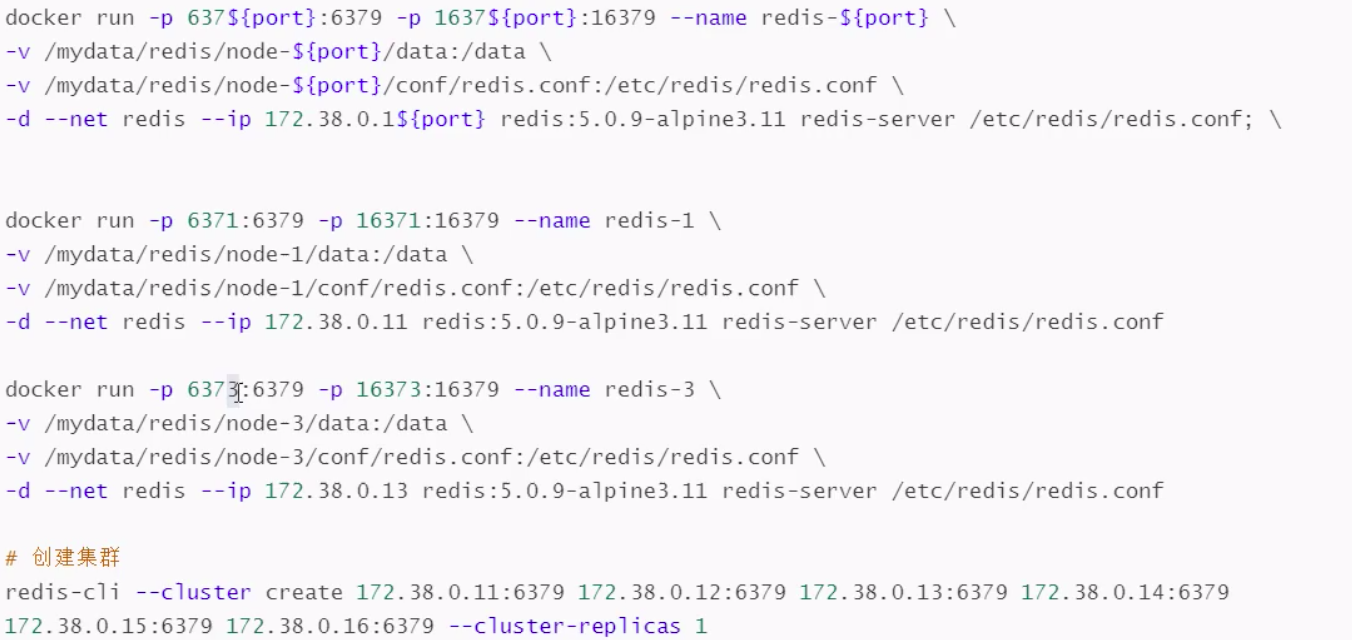 docker run -p 637${port}:6379 -p 1637${port}:16379 --name redis-${port} \
-v /mydata/redis/node-${port}/data:/data \
-v /mydata/redis/node-${port}/conf/redis.conf:/etc/redis/redis.conf \
-d --net redis --ip 172.38.0.1${port} redis:5.0.9-alpine3.11 redis-server /etc/redis/redis.conf; \
docker run -p 6371:6379 -p 16371:16379 --name redis-1 \
-v /mydata/redis/node-1/data:/data \
-v /mydata/redis/node-1/conf/redis.conf:/etc/redis/redis.conf \
-d --net redis --ip 172.38.0.11 redis:5.0.9-alpine3.11 redis-server /etc/redis/redis.conf
docker run -p 6373:6379 -p 16373:16379 --name redis-3 \
-v /mydata/redis/node-3/data:/data \
-v /mydata/redis/node-3/conf/redis.conf:/etc/redis/redis.conf \
-d --net redis --ip 172.38.0.13 redis:5.0.9-alpine3.11 redis-server /etc/redis/redis.conf
# 创建集群
redis-cli --cluster create 172.38.0.11:6379 172.38.0.12:6379 172.38.0.13:6379 172.38.0.14:6379
172.38.0.15:6379 172.38.0.16:6379 --cluster-replicas 1